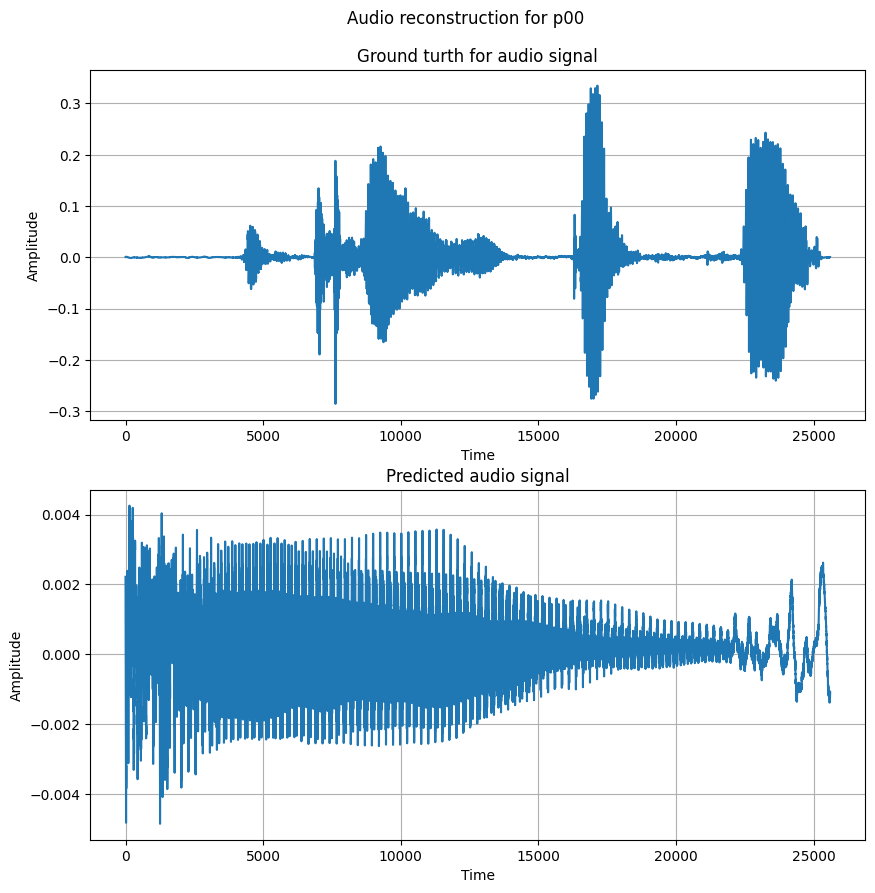 Audio reconstruction for p00
Ground turth for audio signal
0.3
0.2
0.1
0.0
−0.1
−0.2
−0.3
Amplitude
0 5000 10000 15000 20000 25000
Time
Predicted audio signal
0.004
0.002
0.000
−0.002
−0.004
Amplitude
0 5000 10000 15000 20000 25000
Time